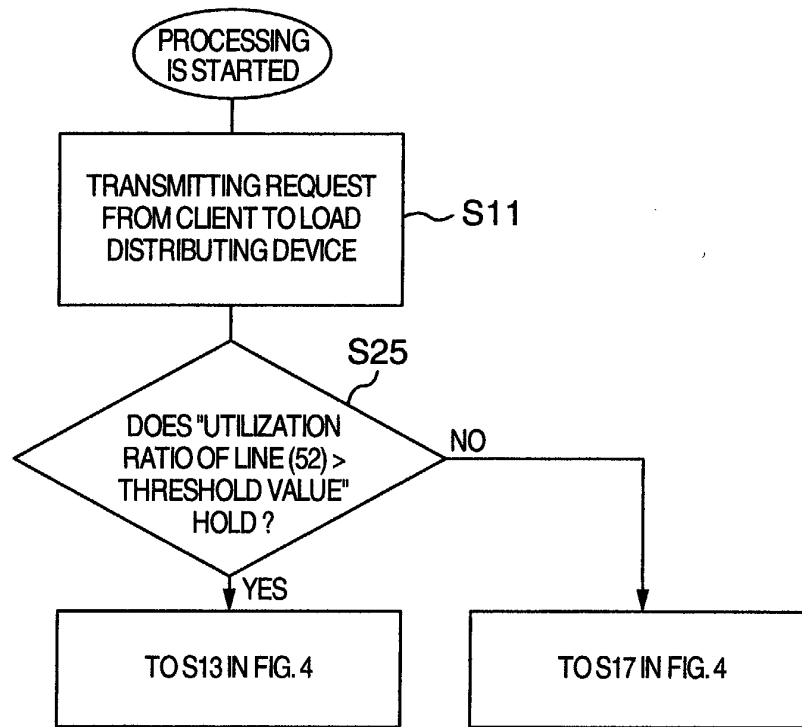 PROCESSING
IS STARTED
TRANSMITTING REQUEST
FROM CLIENT TO LOAD
DISTRIBUTING DEVICE
S11
S25
DOES "UTILIZATION
RATIO OF LINE (52) >
THRESHOLD VALUE"
HOLD ?
NO
YES
TO S13 IN FIG. 4
TO S17 IN FIG. 4